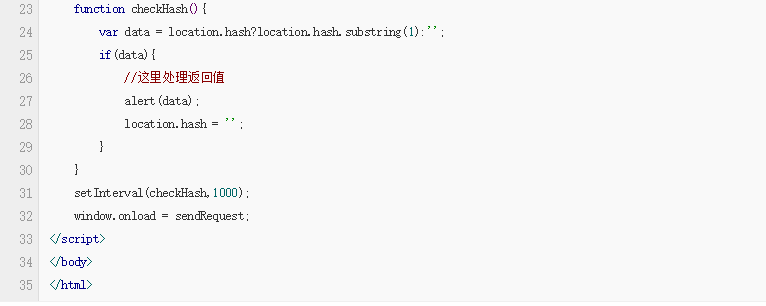 23 function checkHash(){
24 var data = location.hash?location.hash.substring(1):'';
25 if(data){
26 //这里处理返回值
27 alert(data);
28 location.hash = '';
29 }
30 }
31 setInterval(checkHash,1000);
32 window.onload = sendRequest;
33 </script>
34 </body>
35 </html>